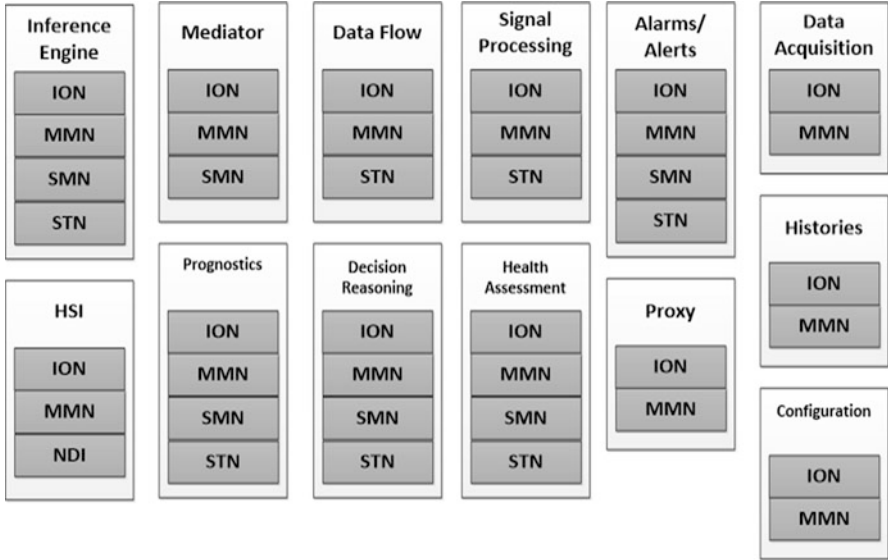 Inference
Engine
ION
MMN
SMN
STN
Mediator
ION
MMN
SMN
Data Flow
ION
MMN
STN
Signal
Processing
ION
MMN
STN
Alarms/
Alerts
ION
MMN
SMN
STN
Data
Acquisition
ION
MMN
HSI
ION
MMN
NDI
Prognostics
ION
MMN
SMN
STN
Decision
Reasoning
ION
MMN
SMN
STN
Health
Assessment
ION
MMN
SMN
STN
Proxy
ION
MMN
Histories
ION
MMN
Configuration
ION
MMN